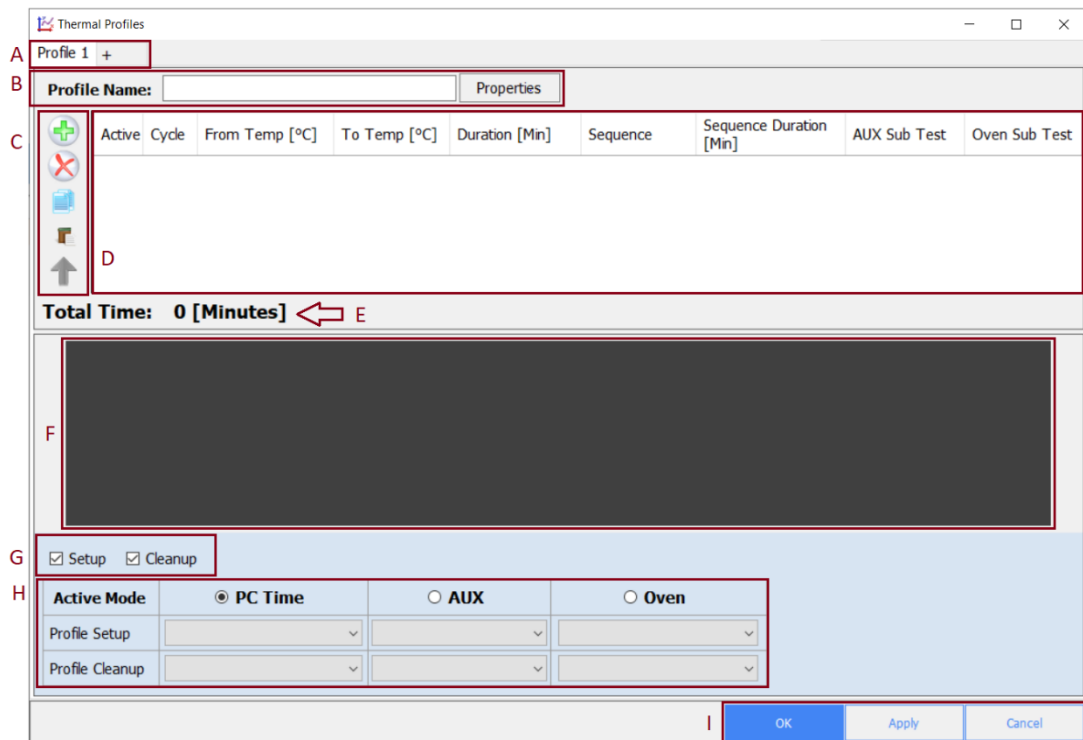 Thermal Profiles
A Profile 1 +
B Profile Name: Properties
C Active Cycle From Temp [°C] To Temp [°C] Duration [Min] Sequence Sequence Duration [Min] AUX Sub Test Oven Sub Test
D
Total Time: 0 [Minutes] E
F
G Setup Cleanup
H Active Mode PC Time AUX Oven
Profile Setup
Profile Cleanup
I OK Apply Cancel